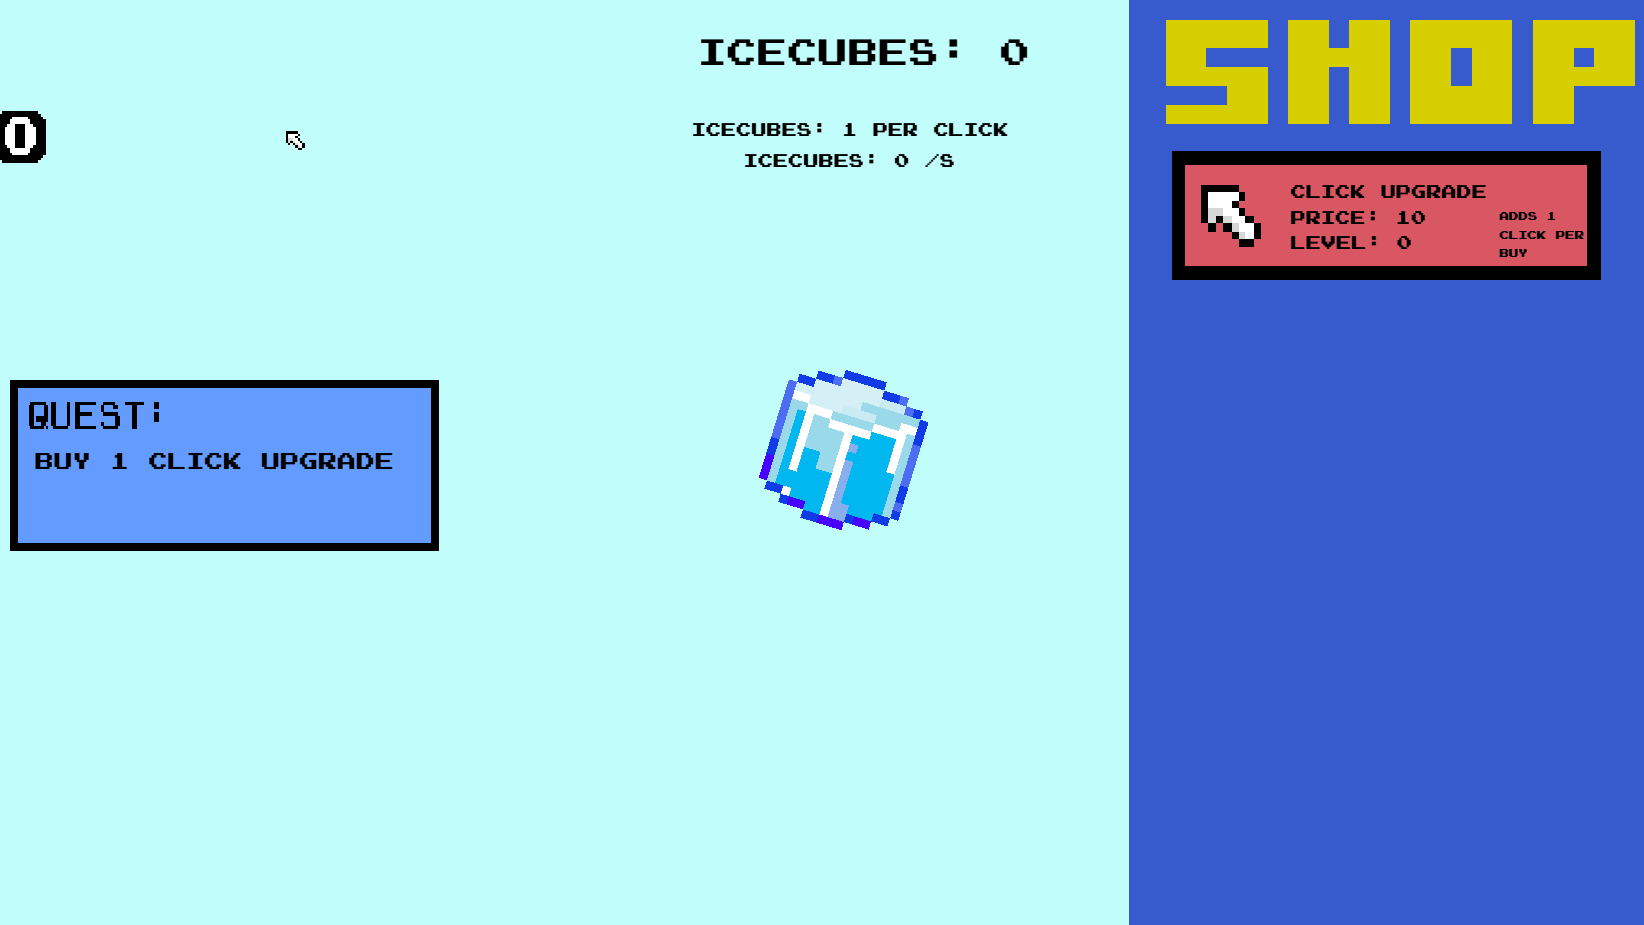 ICECUBES: 0
ICECUBES: 1 PER CLICK
ICECUBES: 0 /S
0
QUEST:
BUY 1 CLICK UPGRADE
SHOP
CLICK UPGRADE
PRICE: 10
LEVEL: 0
ADDS 1
CLICK PER
BUY